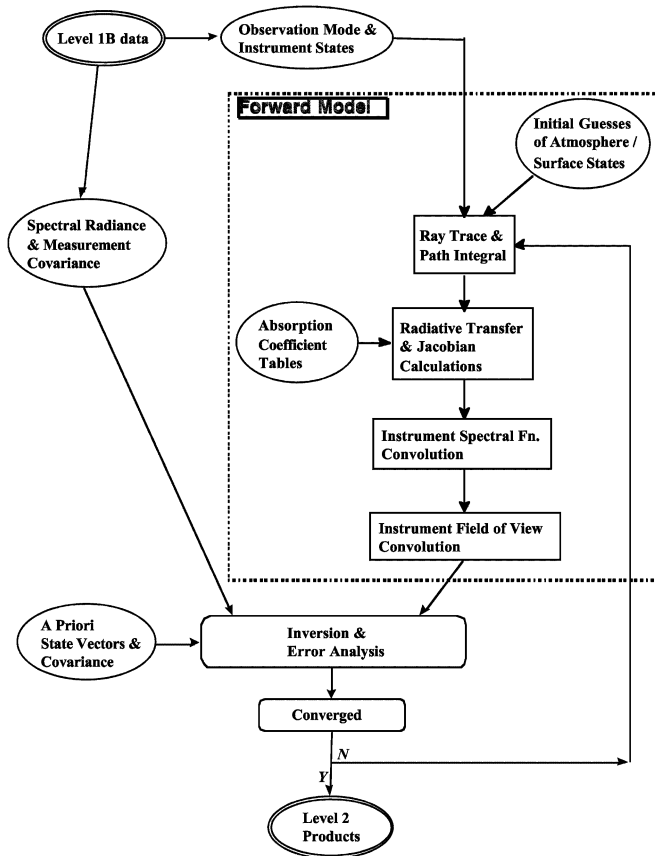 Level 1B data
Observation Mode &
Instrument States
Forward Model
Initial Guesses
of Atmosphere /
Surface States
Spectral Radiance
& Measurement
Covariance
Ray Trace &
Path Integral
Absorption
Coefficient
Tables
Radiative Transfer
& Jacobian
Calculations
Instrument Spectral Fn.
Convolution
Instrument Field of View
Convolution
A Priori
State Vectors &
Covariance
Inversion &
Error Analysis
Converged
N
Y
Level 2
Products